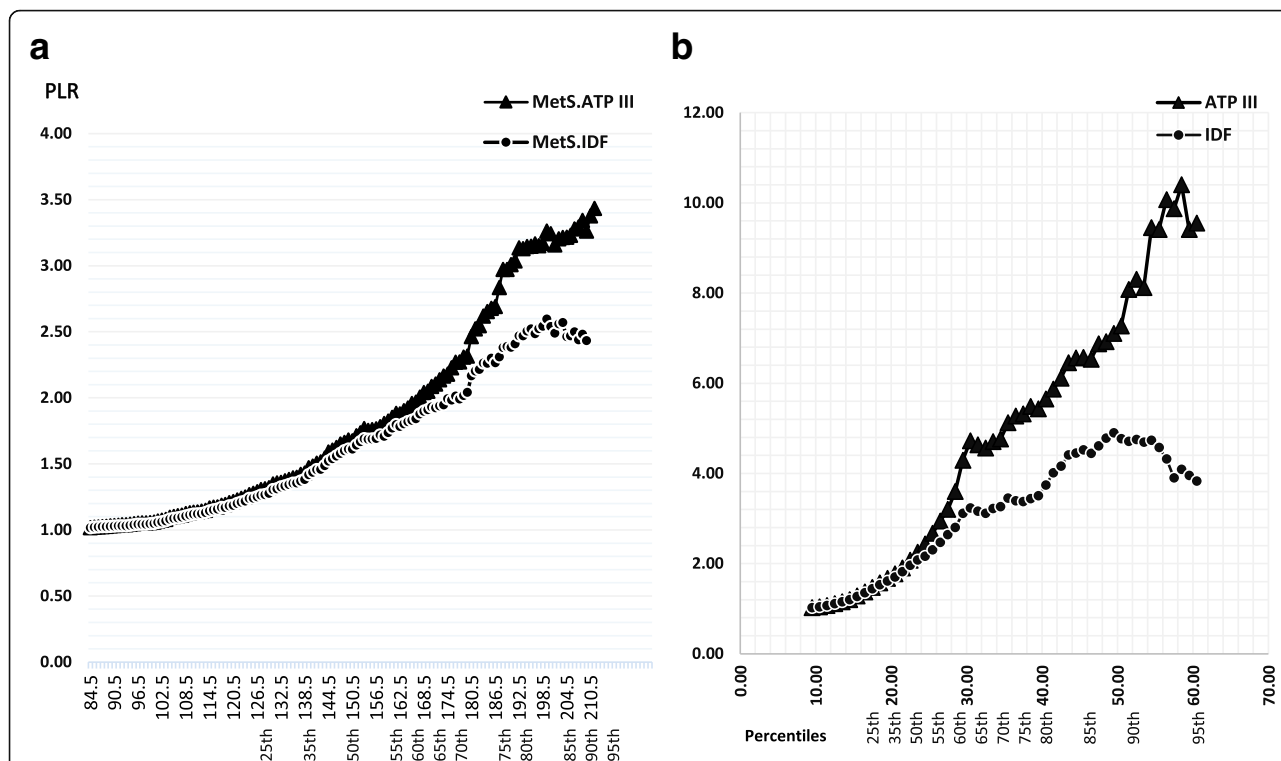 a
PLR
MetS.ATP III
MetS.IDF
4.00
3.50
3.00
2.50
2.00
1.50
1.00
0.50
0.00
84.5 90.5 96.5 102.5 108.5 114.5 120.5 126.5 132.5 138.5 144.5 150.5 156.5 162.5 168.5 174.5 180.5 186.5 192.5 198.5 204.5 210.5
25th 35th 50th 55th 60th 65th 70th 75th 80th 85th 90th 95th
b
ATP III
IDF
12.00
10.00
8.00
6.00
4.00
2.00
0.00
0.00 10.00 20.00 30.00 40.00 50.00 60.00 70.00
Percentiles 25th 35th 50th 55th 60th 65th 70th 75th 80th 85th 90th 95th